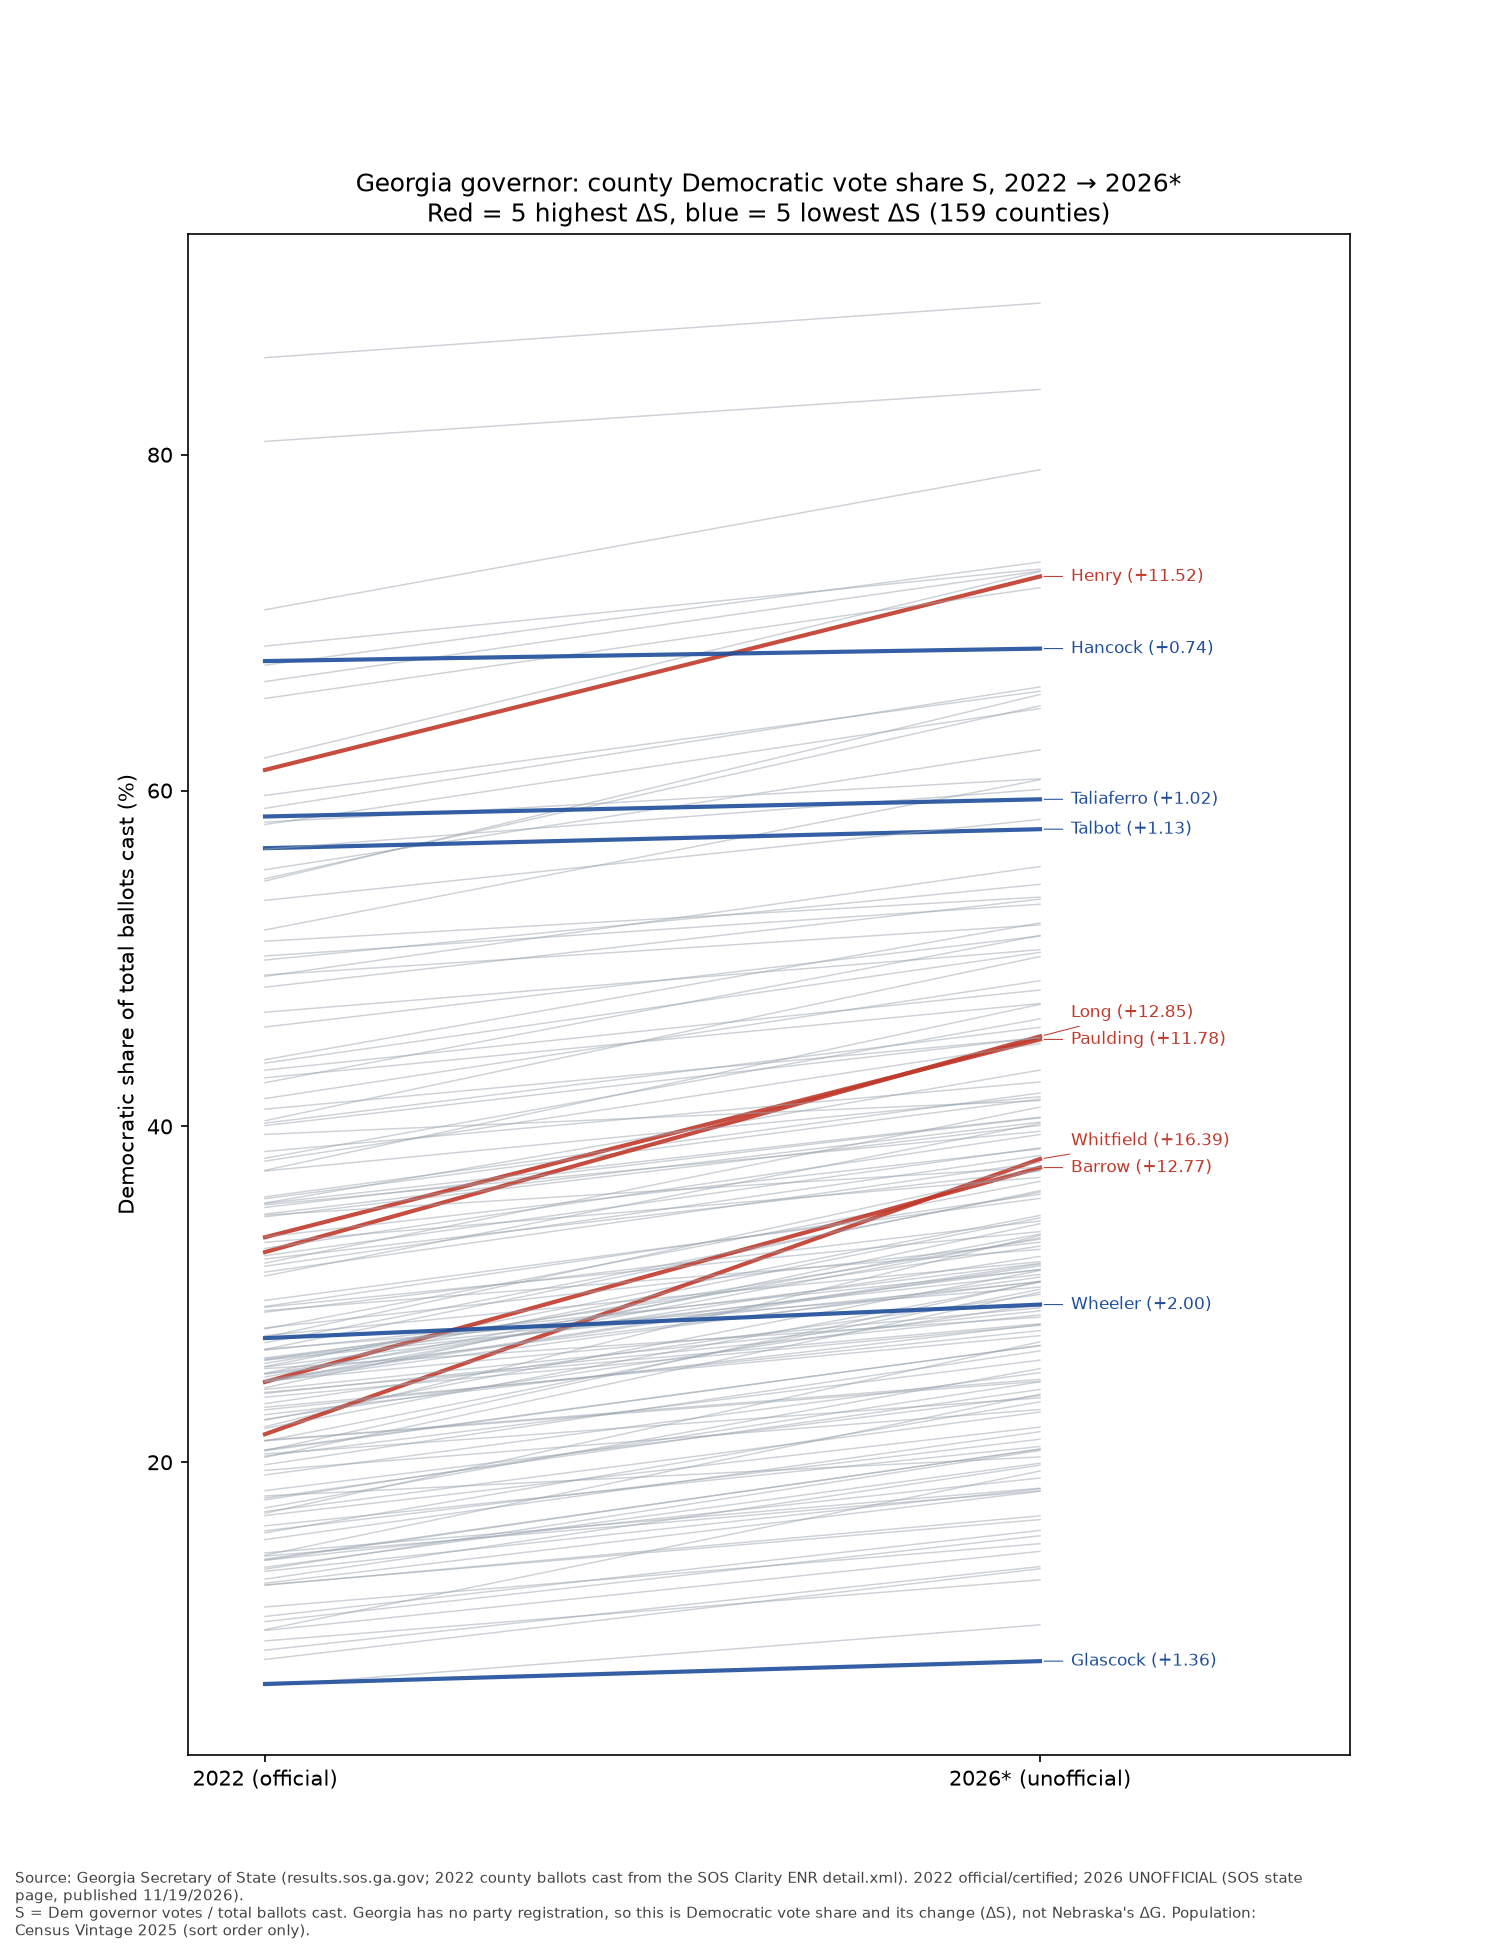 Georgia governor: county Democratic vote share S, 2022 → 2026*
Red = 5 highest ΔS, blue = 5 lowest ΔS (159 counties)
Democratic share of total ballots cast (%)
80
60
40
20
Henry (+11.52)
Hancock (+0.74)
Taliaferro (+1.02)
Talbot (+1.13)
Long (+12.85)
Paulding (+11.78)
Whitfield (+16.39)
Barrow (+12.77)
Wheeler (+2.00)
Glascock (+1.36)
2022 (official)
2026* (unofficial)
Source: Georgia Secretary of State (results.sos.ga.gov; 2022 county ballots cast from the SOS Clarity ENR detail.xml). 2022 official/certified; 2026 UNOFFICIAL (SOS state
page, published 11/19/2026).
S = Dem governor votes / total ballots cast. Georgia has no party registration, so this is Democratic vote share and its change (ΔS), not Nebraska's ΔG. Population:
Census Vintage 2025 (sort order only).